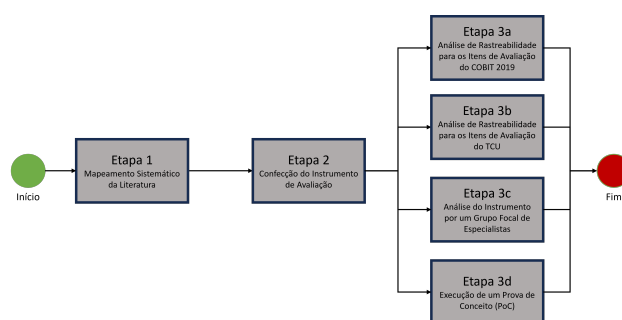 Início
Etapa 1
Mapeamento Sistemático
da Literatura
Etapa 2
Confecção do Instrumento
de Avaliação
Etapa 3a
Análise de Rastreabilidade
para os Itens de Avaliação
do COBIT 2019
Etapa 3b
Análise de Rastreabilidade
para os Itens de Avaliação
do TCU
Etapa 3c
Análise do Instrumento
por um Grupo Focal de
Especialistas
Etapa 3d
Execução de um Prova de
Conceito (PoC)
Fim